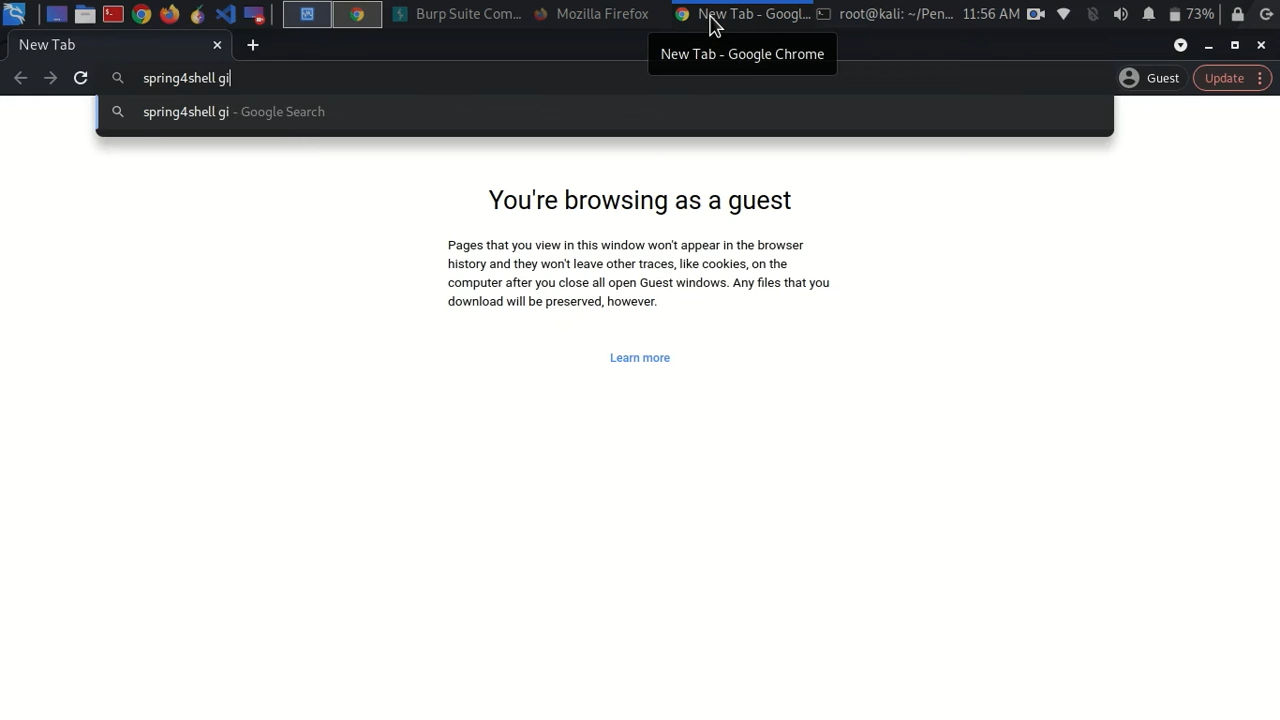 Burp Suite Com...
Mozilla Firefox
New Tab - Googl...
root@kali: ~/Pen...
11:56 AM
73%
New Tab
New Tab - Google Chrome
spring4shell gi
Guest
Update
spring4shell gi - Google Search
You're browsing as a guest
Pages that you view in this window won't appear in the browser
history and they won't leave other traces, like cookies, on the
computer after you close all open Guest windows. Any files that you
download will be preserved, however.
Learn more